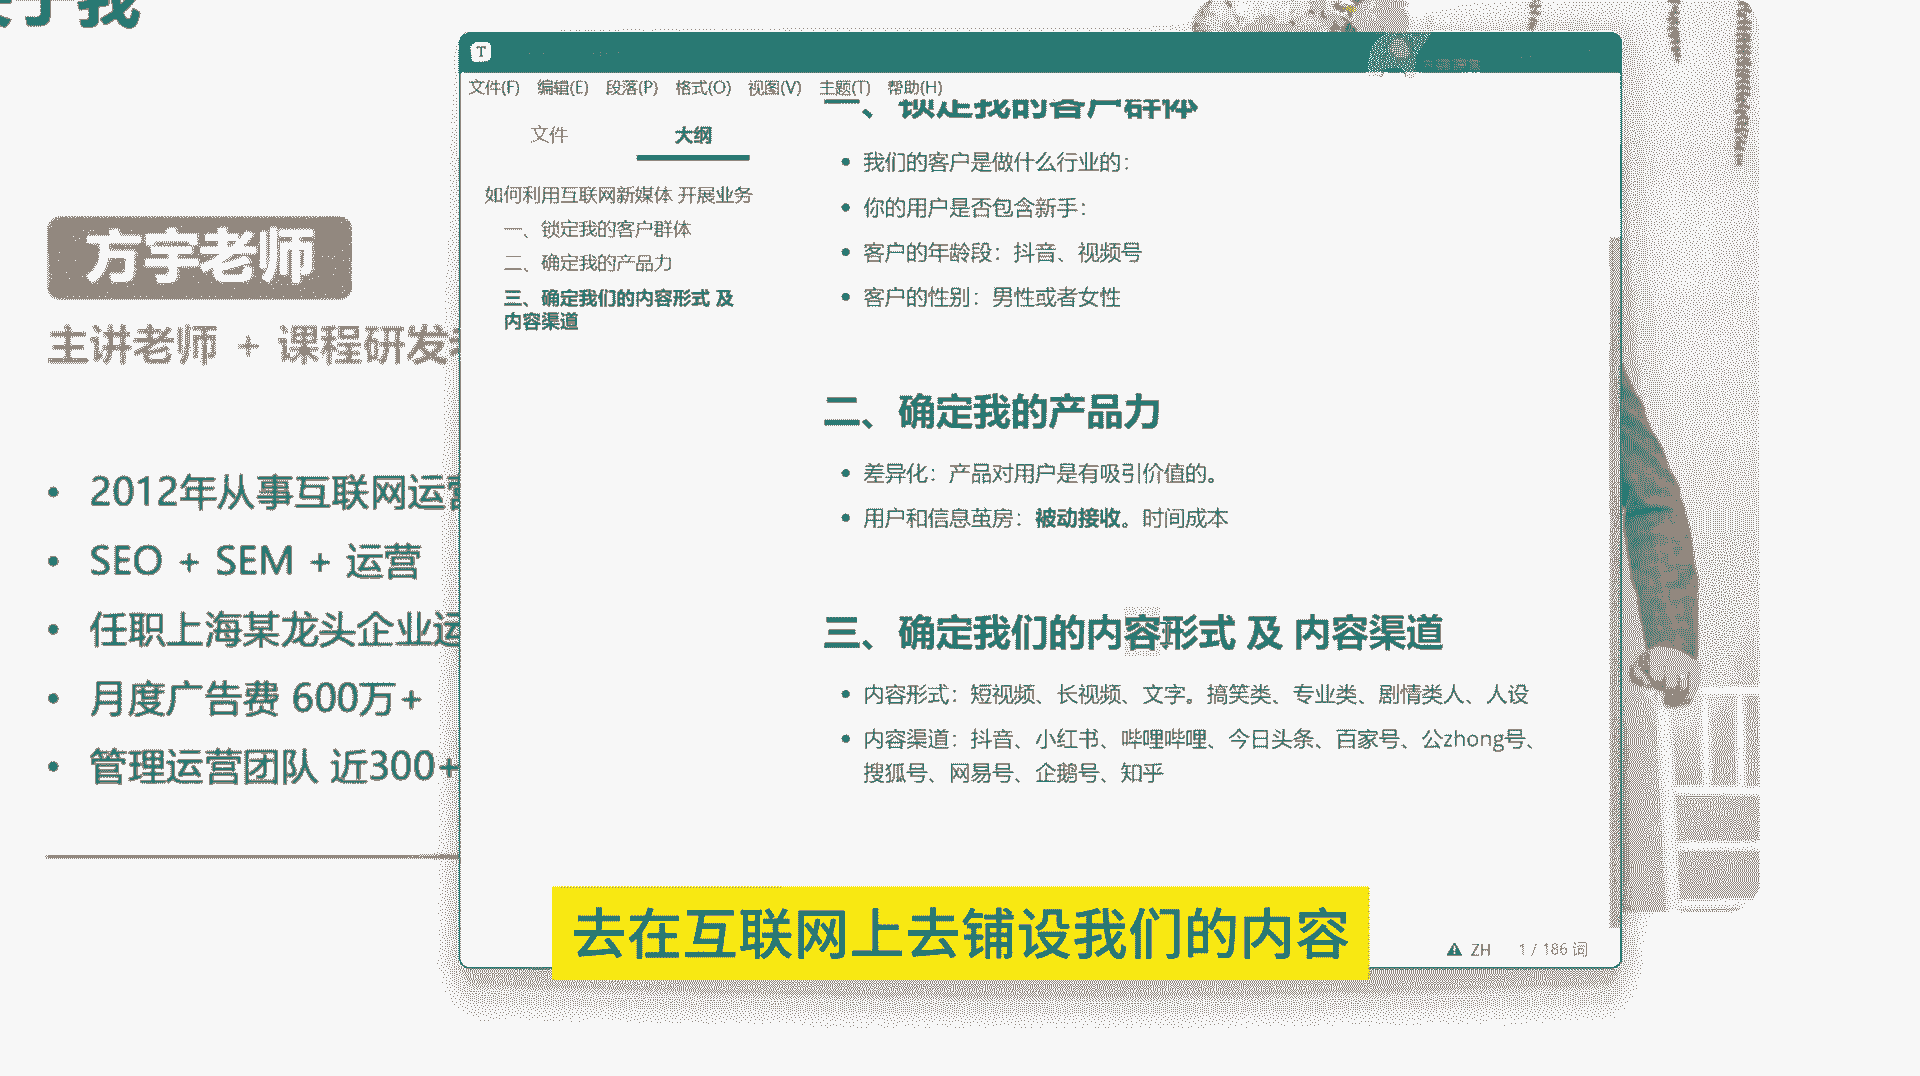 于我
方宇老师
主讲老师 + 课程研发
2012年从事互联网运营
SEO + SEM + 运营
任职上海某龙头企业运
月度广告费 600万+
管理运营团队 近300+
T
文件(F) 编辑(E) 段落(P) 格式(O) 视图(V) 主题(T) 帮助(H)
文件 大纲
如何利用互联网新媒体 开展业务
一、锁定我的客户群体
二、确定我的产品力
三、确定我们的内容形式 及
内容渠道
一、锁定我的客户群体
我们的客户是做什么行业的：
你的用户是否包含新手：
客户的年龄段：抖音、视频号
客户的性别：男性或者女性
二、确定我的产品力
差异化：产品对用户是有吸引价值的。
用户和信息茧房：被动接收。时间成本
三、确定我们的内容形式 及 内容渠道
内容形式：短视频、长视频、文字。搞笑类、专业类、剧情类人、人设
内容渠道：抖音、小红书、哔哩哔哩、今日头条、百家号、公zhong号、
搜狐号、网易号、企鹅号、知乎
ZH 1 / 186 词
去在互联网上去铺设我们的内容